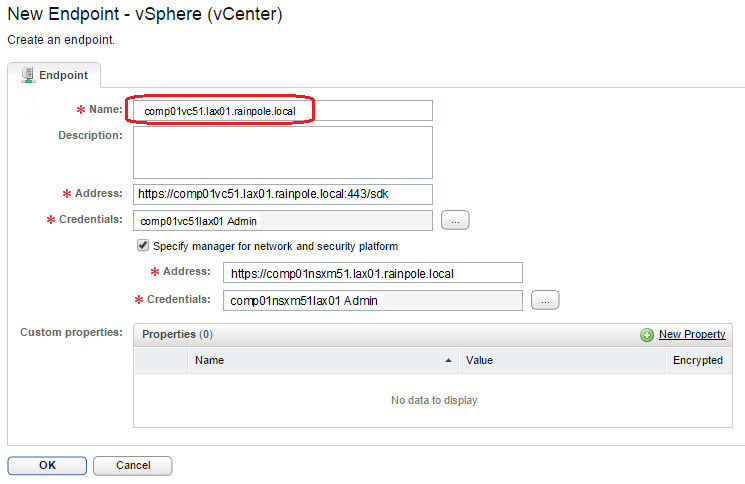 New Endpoint - vSphere (vCenter)
Create an endpoint.
Endpoint
* Name: comp01vc51.lax01.rainpole.local
Description:
* Address: https://comp01vc51.lax01.rainpole.local:443/sdk
* Credentials: comp01vc51lax01 Admin ...
Specify manager for network and security platform
* Address: https://comp01nsxm51.lax01.rainpole.local
* Credentials: comp01nsxm51lax01 Admin ...
Custom properties: Properties (0) New Property
Name Value Encrypted
No data to display
OK Cancel